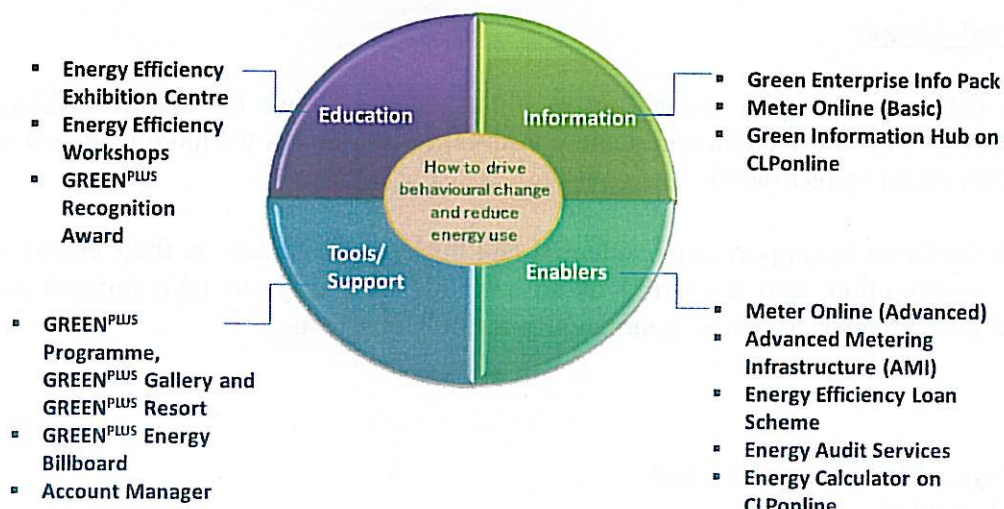 Education
Information
How to drive
behavioural change
and reduce
energy use
Tools/
Support
Enablers
▪ Energy Efficiency
Exhibition Centre
▪ Energy Efficiency
Workshops
▪ GREENPLUS
Recognition
Award
▪ Green Enterprise Info Pack
▪ Meter Online (Basic)
▪ Green Information Hub on
CLPonline
▪ GREENPLUS
Programme,
GREENPLUS Gallery and
GREENPLUS Resort
▪ GREENPLUS Energy
Billboard
▪ Account Manager
▪ Meter Online (Advanced)
▪ Advanced Metering
Infrastructure (AMI)
▪ Energy Efficiency Loan
Scheme
▪ Energy Audit Services
▪ Energy Calculator on
CLPonline